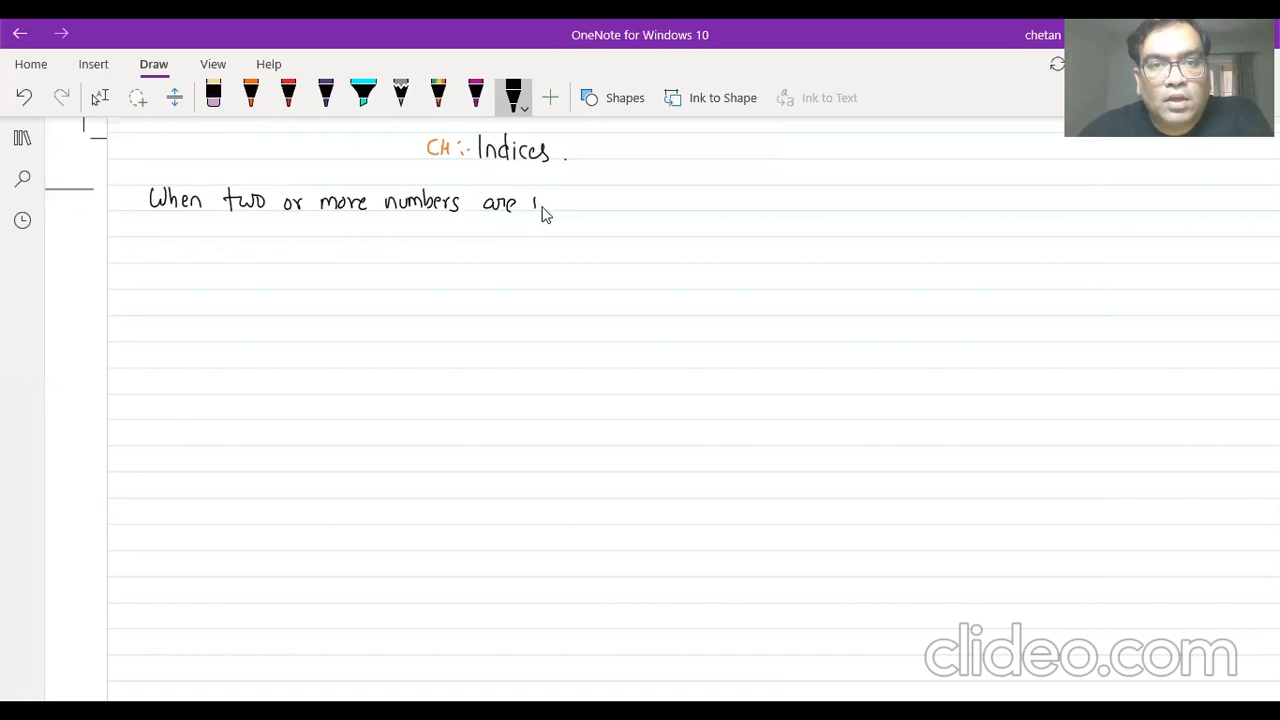 OneNote for Windows 10
chetan
Home Insert Draw View Help
Shapes Ink to Shape Ink to Text
CH :- Indices .
When two or more numbers are
clideo.com